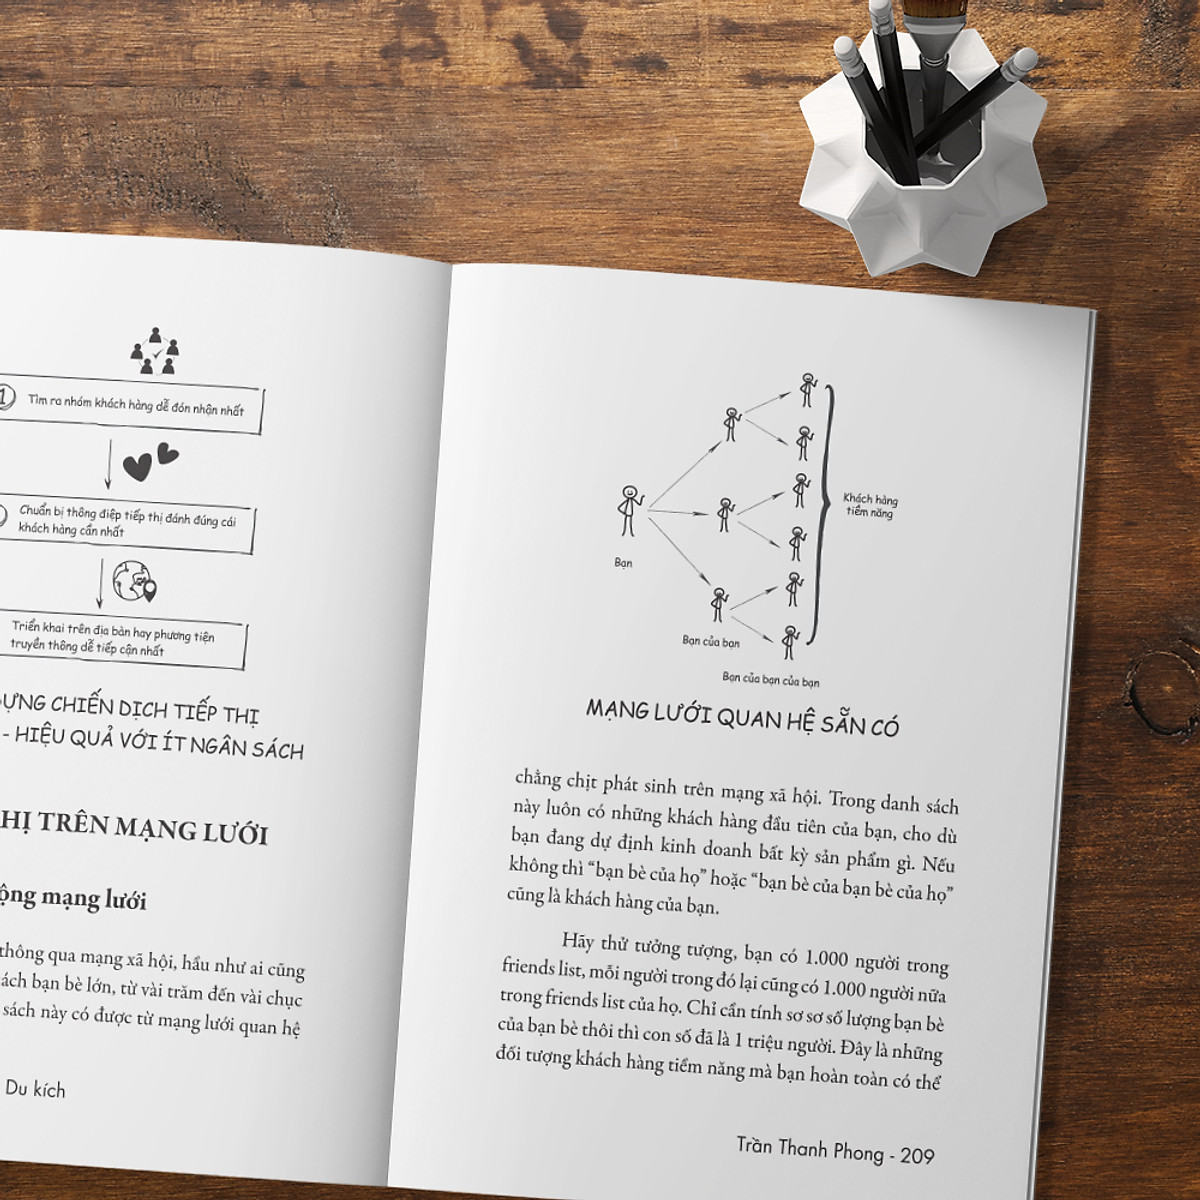 1
Tìm ra nhóm khách hàng dễ đón nhận nhất
Chuẩn bị thông điệp tiếp thị đánh đúng cái
khách hàng cần nhất
Triển khai trên địa bàn hay phương tiện
truyền thông dễ tiếp cận nhất
CHIẾN DỊCH TIẾP THỊ
- HIỆU QUẢ VỚI ÍT NGÂN SÁCH
TRÊN MẠNG LƯỚI
mạng lưới
thông qua mạng xã hội, hầu như ai cũng
bạn bè lớn, từ vài trăm đến vài chục
sách này có được từ mạng lưới quan hệ
Du kích
Bạn
Bạn của bạn
Bạn của bạn của bạn
Khách hàng
tiềm năng
MẠNG LƯỚI QUAN HỆ SẴN CÓ
chằng chịt phát sinh trên mạng xã hội. Trong danh sách
này luôn có những khách hàng đầu tiên của bạn, cho dù
bạn đang dự định kinh doanh bất kỳ sản phẩm gì. Nếu
không thì “bạn bè của họ” hoặc “bạn bè của bạn bè của họ”
cũng là khách hàng của bạn.
Hãy thử tưởng tượng, bạn có 1.000 người trong
friends list, mỗi người trong đó lại cũng có 1.000 người nữa
trong friends list của họ. Chỉ cần tính sơ sơ số lượng bạn bè
của bạn bè thôi thì con số đã là 1 triệu người. Đây là những
đối tượng khách hàng tiềm năng mà bạn hoàn toàn có thể
Trần Thanh Phong - 209